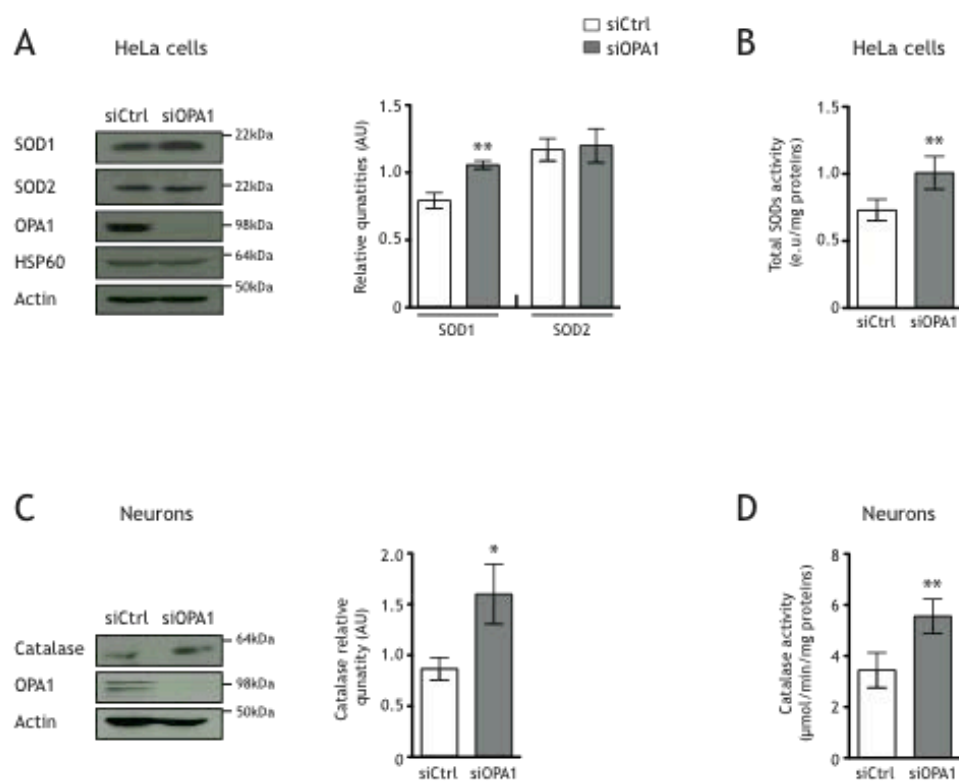 siCtrl
siOPA1
A
HeLa cells
siCtrl siOPA1
SOD1
22kDa
SOD2
22kDa
OPA1
98kDa
HSP60
64kDa
50kDa
Actin
Relative qunatities (AU)
1.5
1.0
0.5
0
**
SOD1
SOD2
B
HeLa cells
Total SODs activity
(e.u/mg proteins)
1.5
1.0
0.5
0
**
siCtrl siOPA1
C
Neurons
siCtrl siOPA1
Catalase
64kDa
OPA1
98kDa
50kDa
Actin
Catalase relative
qunatity (AU)
2.0
1.5
1.0
0.5
0
*
siCtrl siOPA1
D
Neurons
Catalase activity
(µmol/min/mg proteins)
8
6
4
2
0
**
siCtrl siOPA1